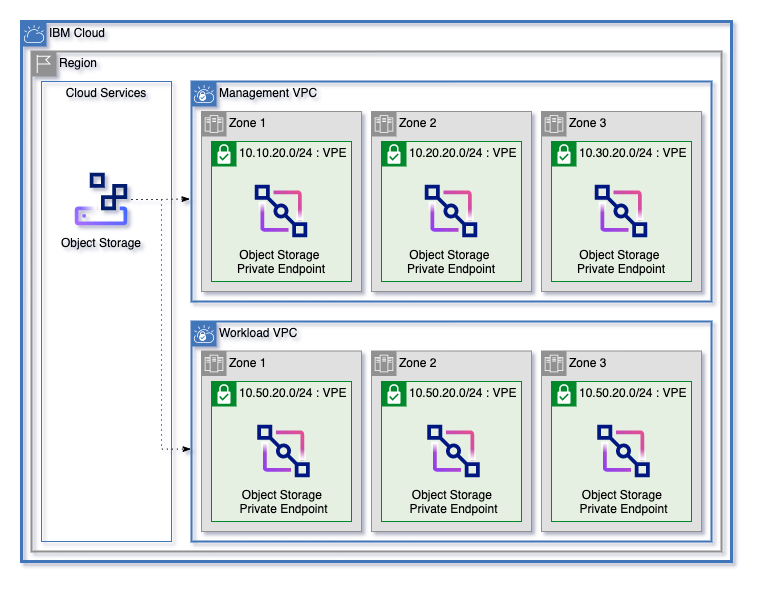 IBM Cloud
Region
Cloud Services
Object Storage
Management VPC
Zone 1
10.10.20.0/24 : VPE
Object Storage
Private Endpoint
Zone 2
10.20.20.0/24 : VPE
Object Storage
Private Endpoint
Zone 3
10.30.20.0/24 : VPE
Object Storage
Private Endpoint
Workload VPC
Zone 1
10.50.20.0/24 : VPE
Object Storage
Private Endpoint
Zone 2
10.50.20.0/24 : VPE
Object Storage
Private Endpoint
Zone 3
10.50.20.0/24 : VPE
Object Storage
Private Endpoint